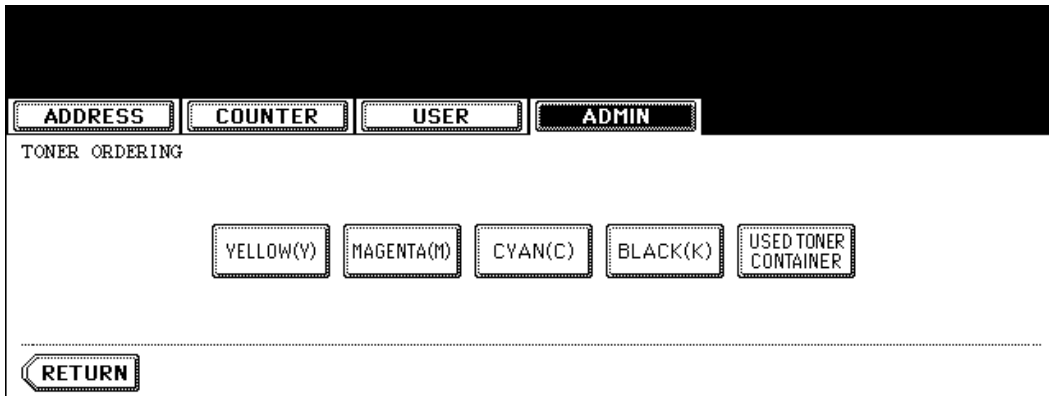 ADDRESS COUNTER USER ADMIN
TONER ORDERING
YELLOW(Y) MAGENTA(M) CYAN(C) BLACK(K) USED TONER
CONTAINER
RETURN